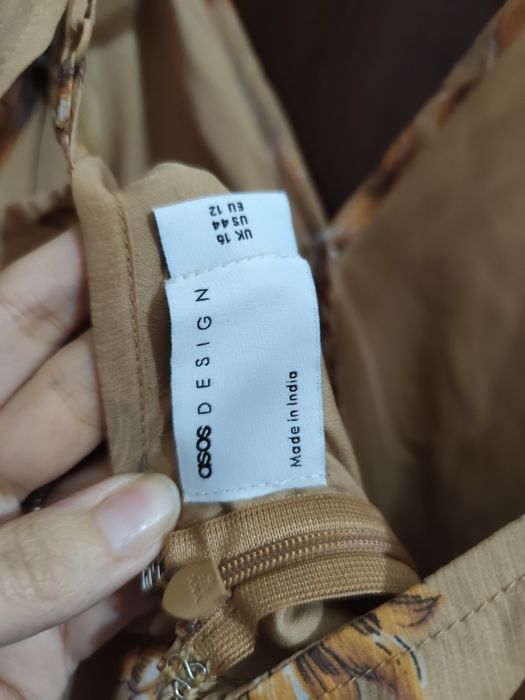 UK 16
US 44
EU 12
asos DESIGN
Made in India